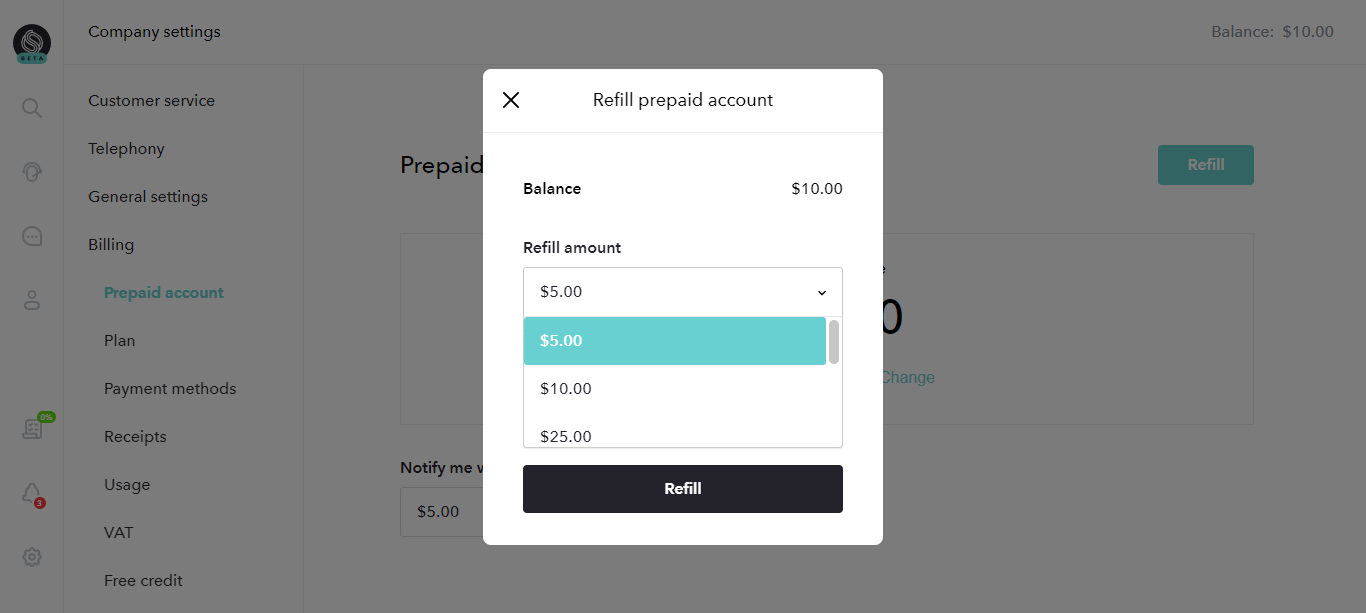 BETA
Company settings
Balance: $10.00
Customer service
Telephony
General settings
Billing
Prepaid account
Plan
Payment methods
Receipts
Usage
VAT
Free credit
0%
3
Prepaid
Refill
Change
Notify me
$5.00
Refill prepaid account
Balance
$10.00
Refill amount
$5.00
$5.00
$10.00
$25.00
Refill